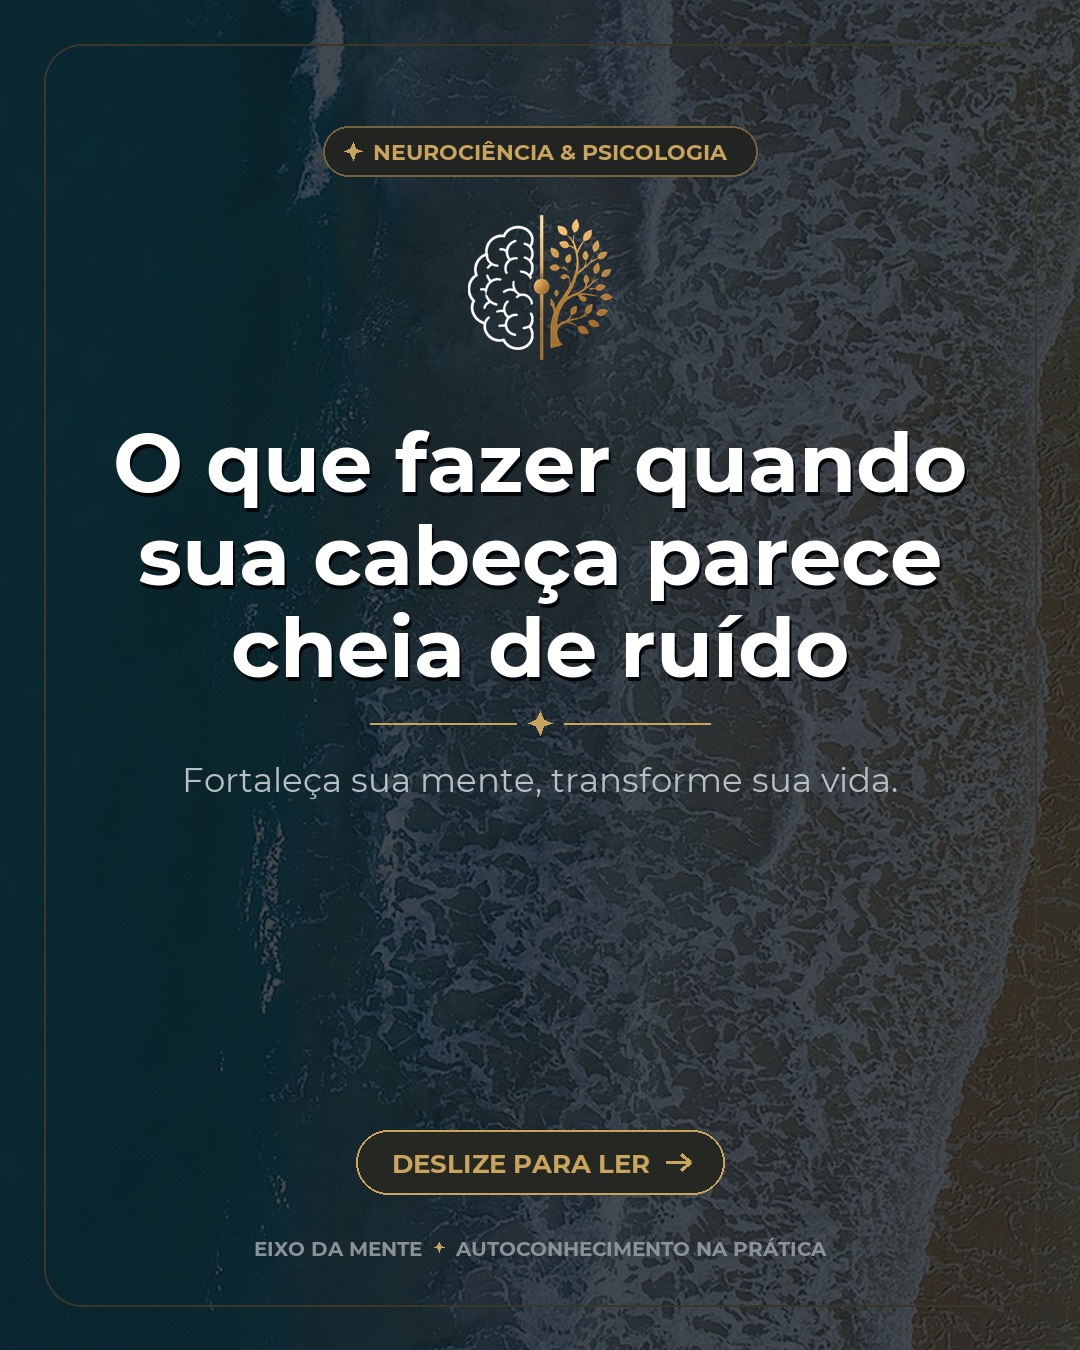 NEUROCIÊNCIA & PSICOLOGIA
O que fazer quando
sua cabeça parece
cheia de ruído
Fortaleça sua mente, transforme sua vida.
DESLIZE PARA LER →
EIXO DA MENTE ✦ AUTOCONHECIMENTO NA PRÁTICA